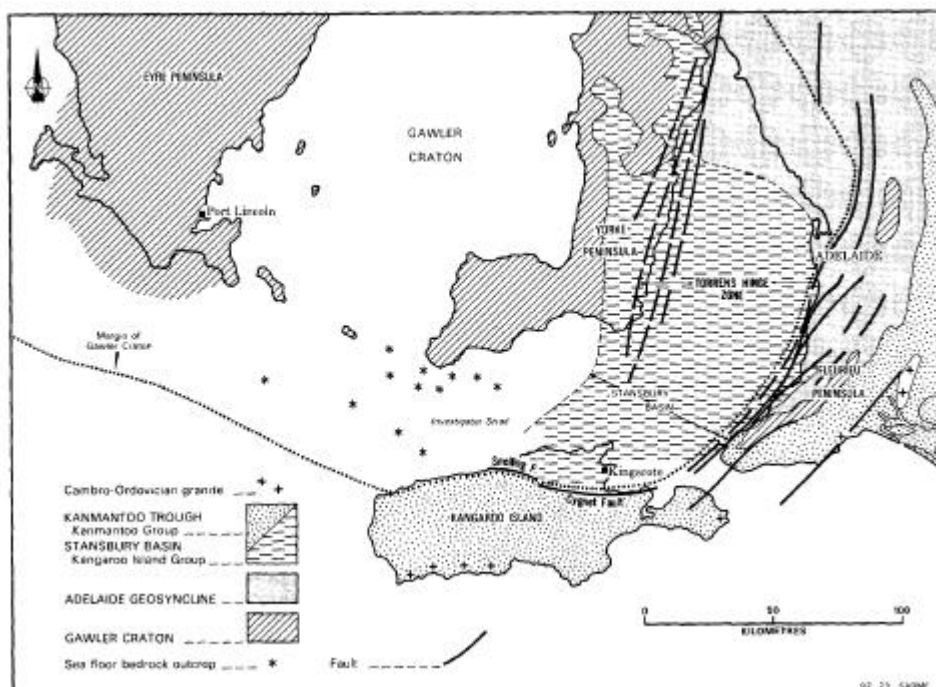 EYRE PENINSULA
GAWLER
CRATON
Port Lincoln
YORKE
PENINSULA
ADELAIDE
TORRENS HINGE
ZONE
Margin of
Gawler Craton
FLEURIEU
PENINSULA
STANSBURY
BASIN
Investigator Strait
Snelling F
Kingscote
Cygnet Fault
KANGAROO ISLAND
Cambro-Ordovician granite
KANMANTOO TROUGH
Kanmantoo Group
STANSBURY BASIN
Kangaroo Island Group
ADELAIDE GEOSYNCLINE
GAWLER CRATON
Sea floor bedrock outcrop
Fault
0 50 100
KILOMETRES